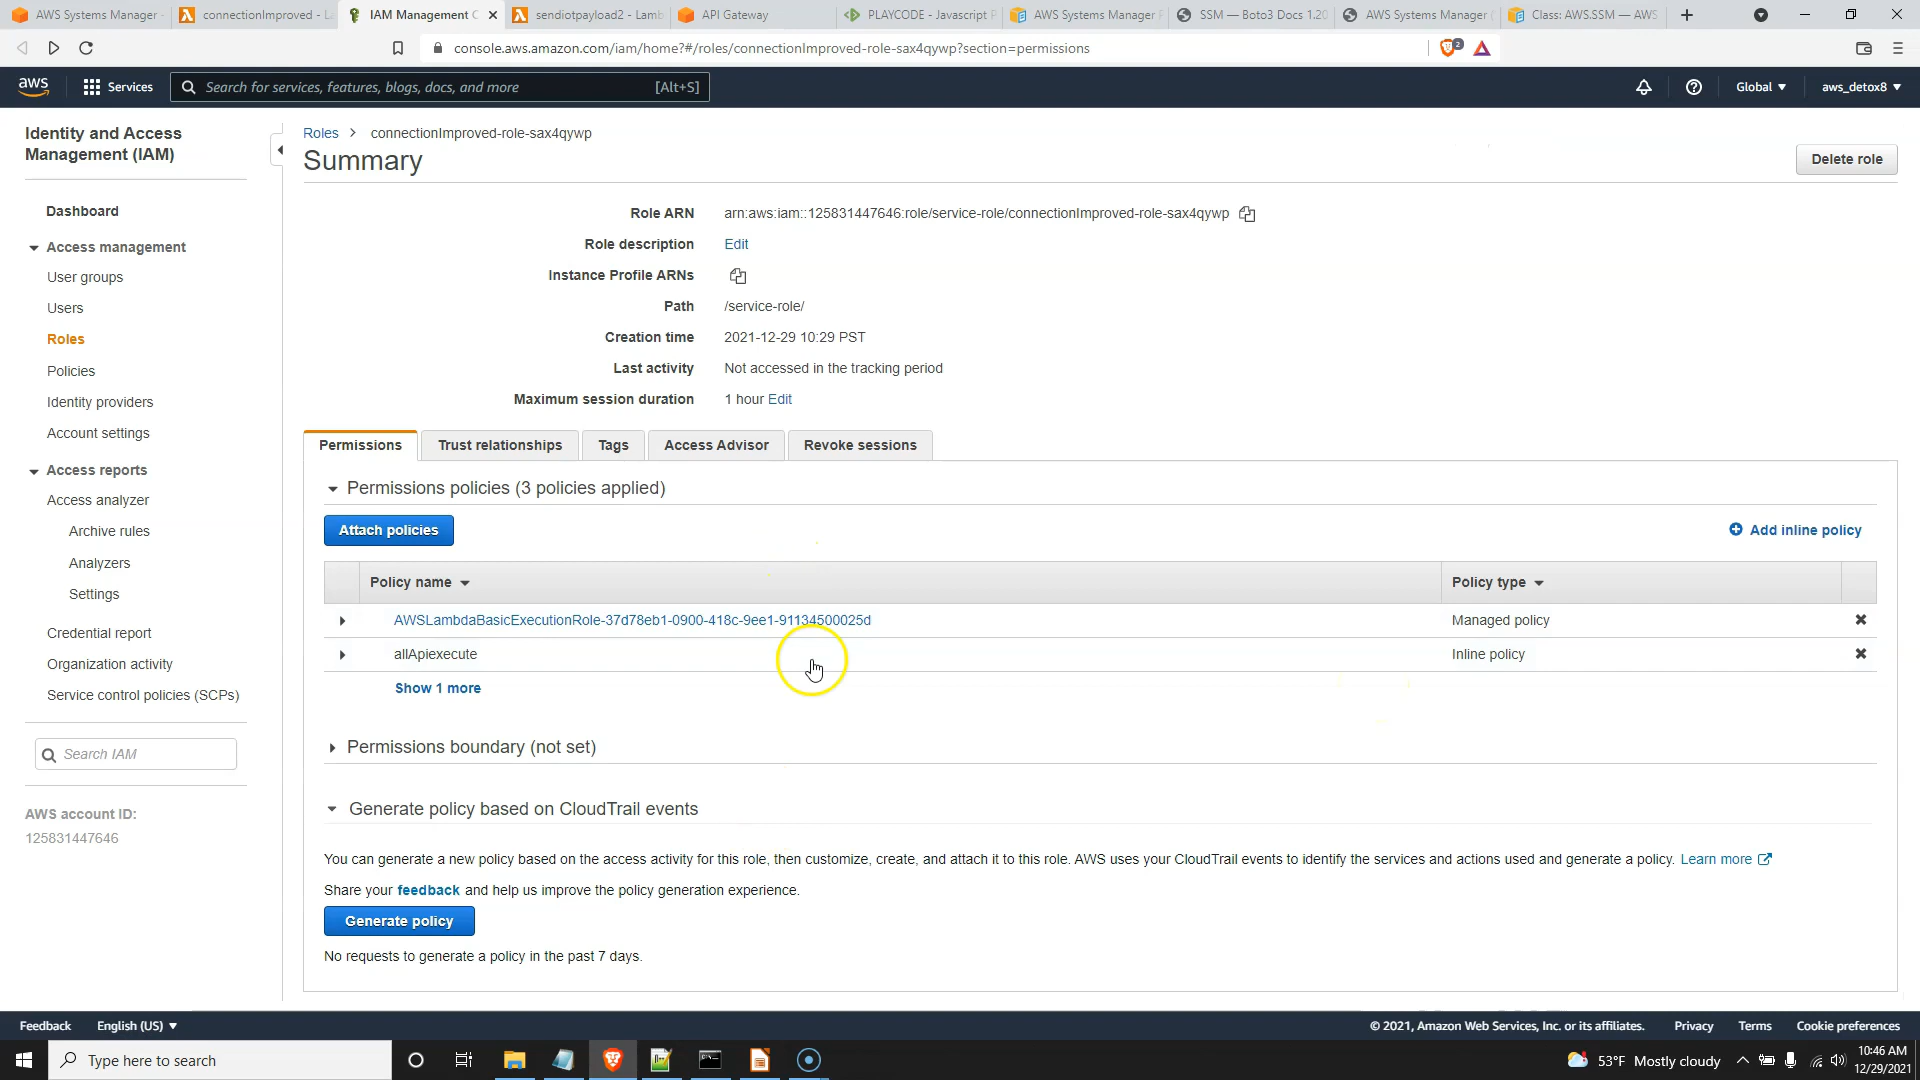 AWS Systems Manager -
connectionImproved - La
IAM Management C
sendiotpayload2 - Lamb
API Gateway
PLAYCODE - Javascript P
AWS Systems Manager P
SSM — Boto3 Docs 1.20
AWS Systems Manager (
Class: AWS.SSM — AWS
console.aws.amazon.com/iam/home?#/roles/connectionImproved-role-sax4qywp?section=permissions
2
aws
Services
Search for services, features, blogs, docs, and more
[Alt+S]
Global
aws_detox8
Identity and Access
Management (IAM)
Dashboard
Access management
User groups
Users
Roles
Policies
Identity providers
Account settings
Access reports
Access analyzer
Archive rules
Analyzers
Settings
Credential report
Organization activity
Service control policies (SCPs)
Search IAM
AWS account ID:
125831447646
Roles > connectionImproved-role-sax4qywp
Summary
Delete role
Role ARN arn:aws:iam::125831447646:role/service-role/connectionImproved-role-sax4qywp
Role description Edit
Instance Profile ARNs
Path /service-role/
Creation time 2021-12-29 10:29 PST
Last activity Not accessed in the tracking period
Maximum session duration 1 hour Edit
Permissions
Trust relationships
Tags
Access Advisor
Revoke sessions
Permissions policies (3 policies applied)
Attach policies
Add inline policy
Policy name Policy type
AWSLambdaBasicExecutionRole-37d78eb1-0900-418c-9ee1-91134500025d Managed policy
allApiexecute Inline policy
Show 1 more
Permissions boundary (not set)
Generate policy based on CloudTrail events
You can generate a new policy based on the access activity for this role, then customize, create, and attach it to this role. AWS uses your CloudTrail events to identify the services and actions used and generate a policy. Learn more
Share your feedback and help us improve the policy generation experience.
Generate policy
No requests to generate a policy in the past 7 days.
Feedback
English (US)
© 2021, Amazon Web Services, Inc. or its affiliates.
Privacy
Terms
Cookie preferences
Type here to search
53°F Mostly cloudy
10:46 AM
12/29/2021